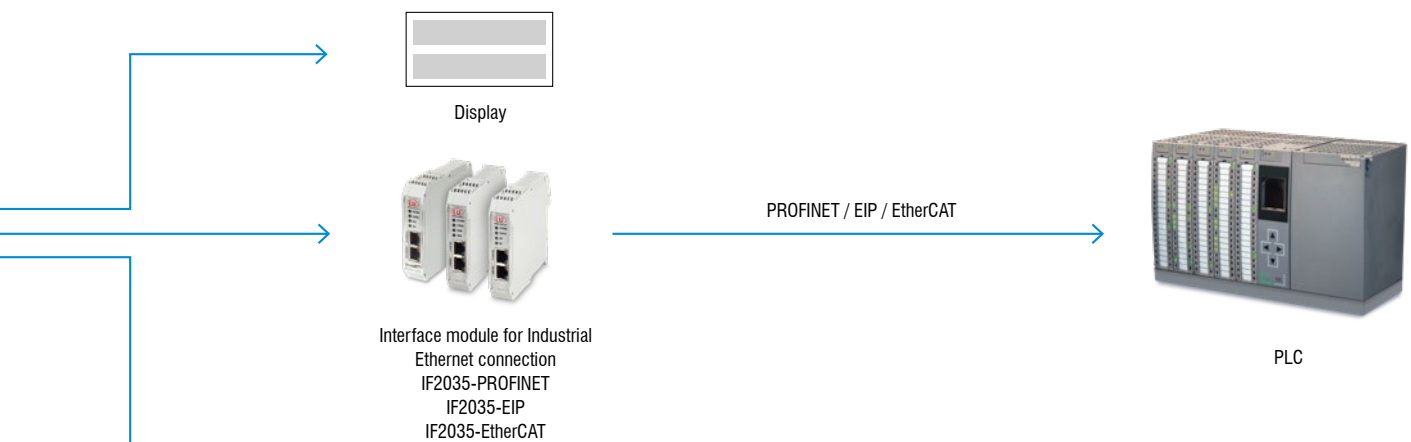 Display
PROFINET / EIP / EtherCAT
Interface module for Industrial
Ethernet connection
IF2035-PROFINET
IF2035-EIP
IF2035-EtherCAT
PLC